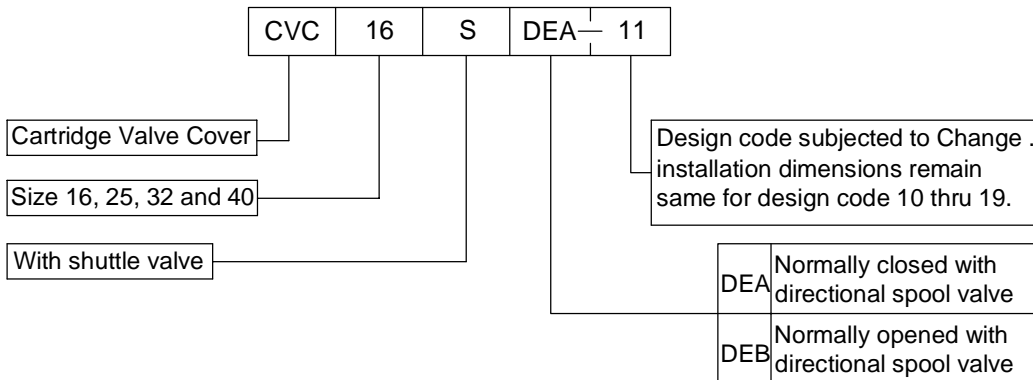 CVC 16 S DEA — 11
Cartridge Valve Cover
Size 16, 25, 32 and 40
With shuttle valve
Design code subjected to Change .
installation dimensions remain
same for design code 10 thru 19.
DEA
Normally closed with
directional spool valve
DEB
Normally opened with
directional spool valve